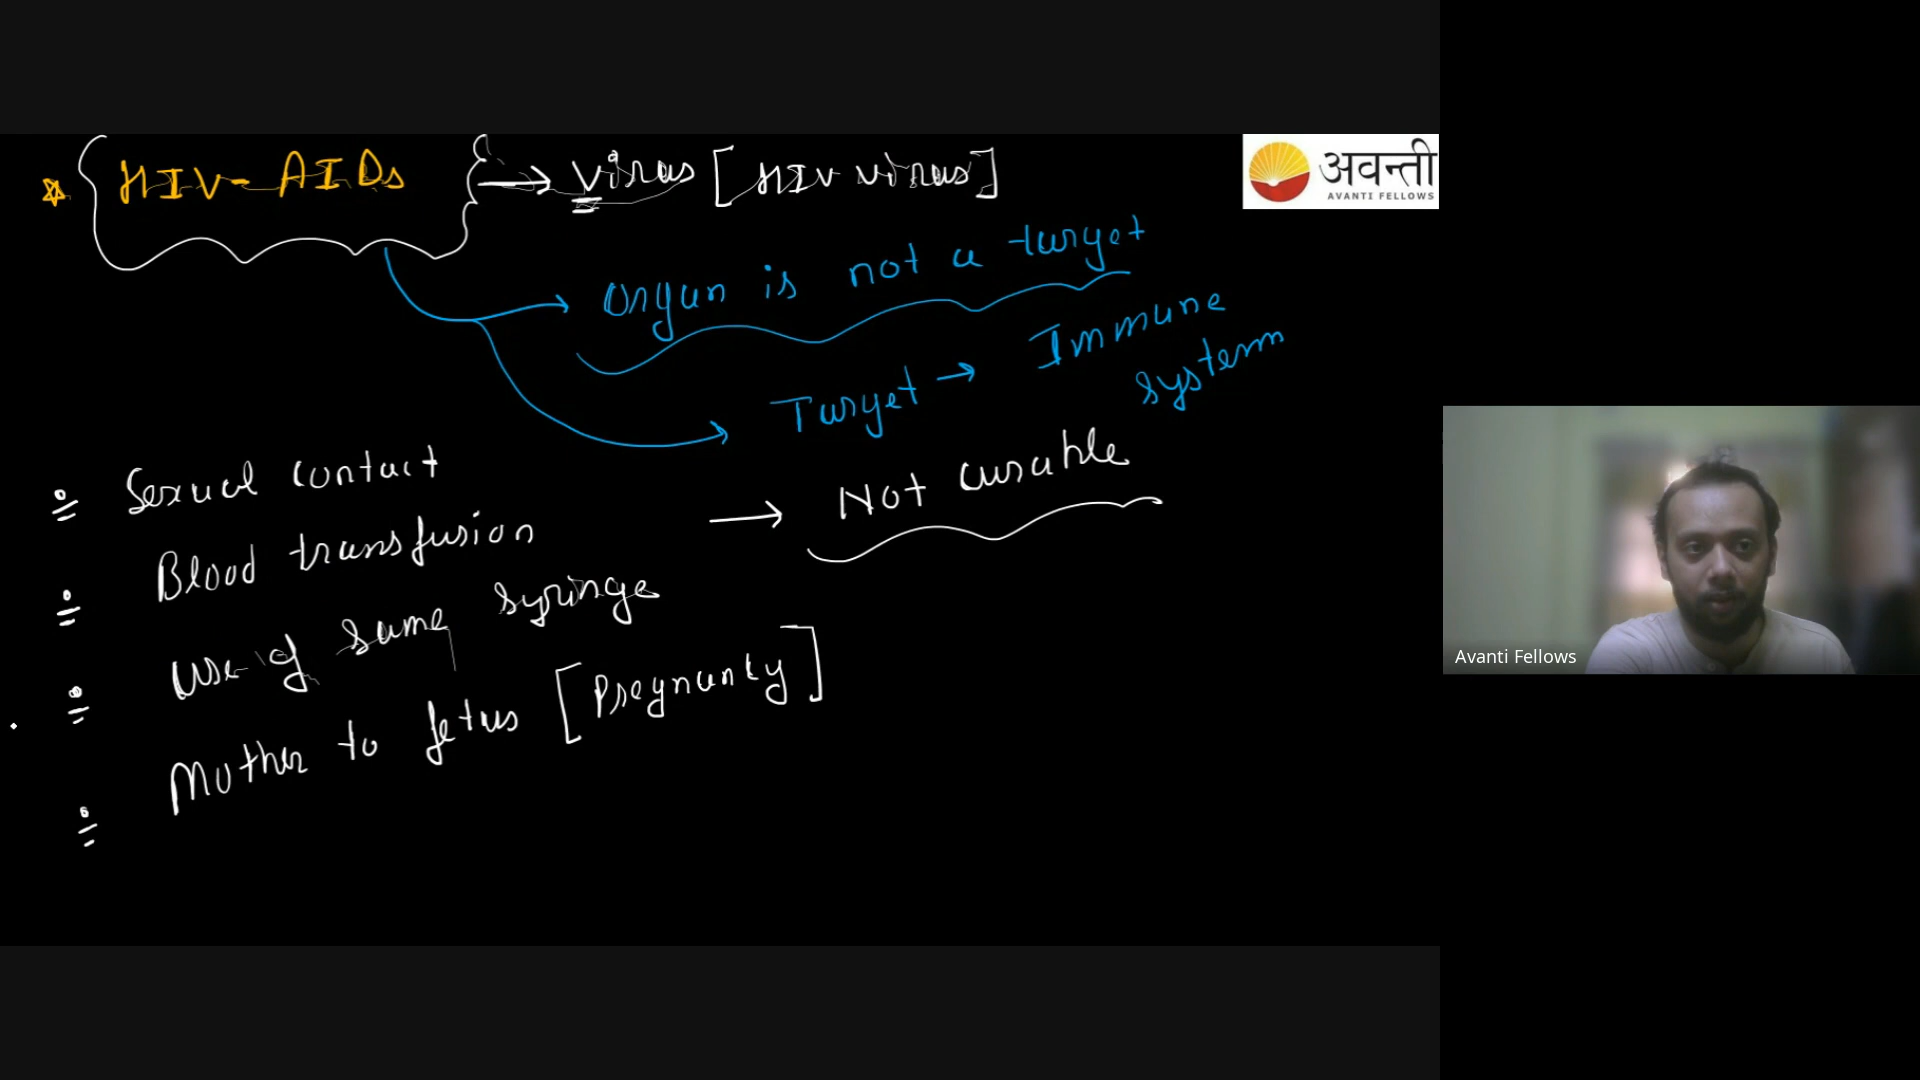 HIV-AIDs → Virus [HIV virus]
अवन्ती
AVANTI FELLOWS
Organ is not a target
Target → Immune
system
Sexual contact
→ Not curable
Blood transfusion
Use of same syringe
Mother to fetus [Pregnancy]
Avanti Fellows